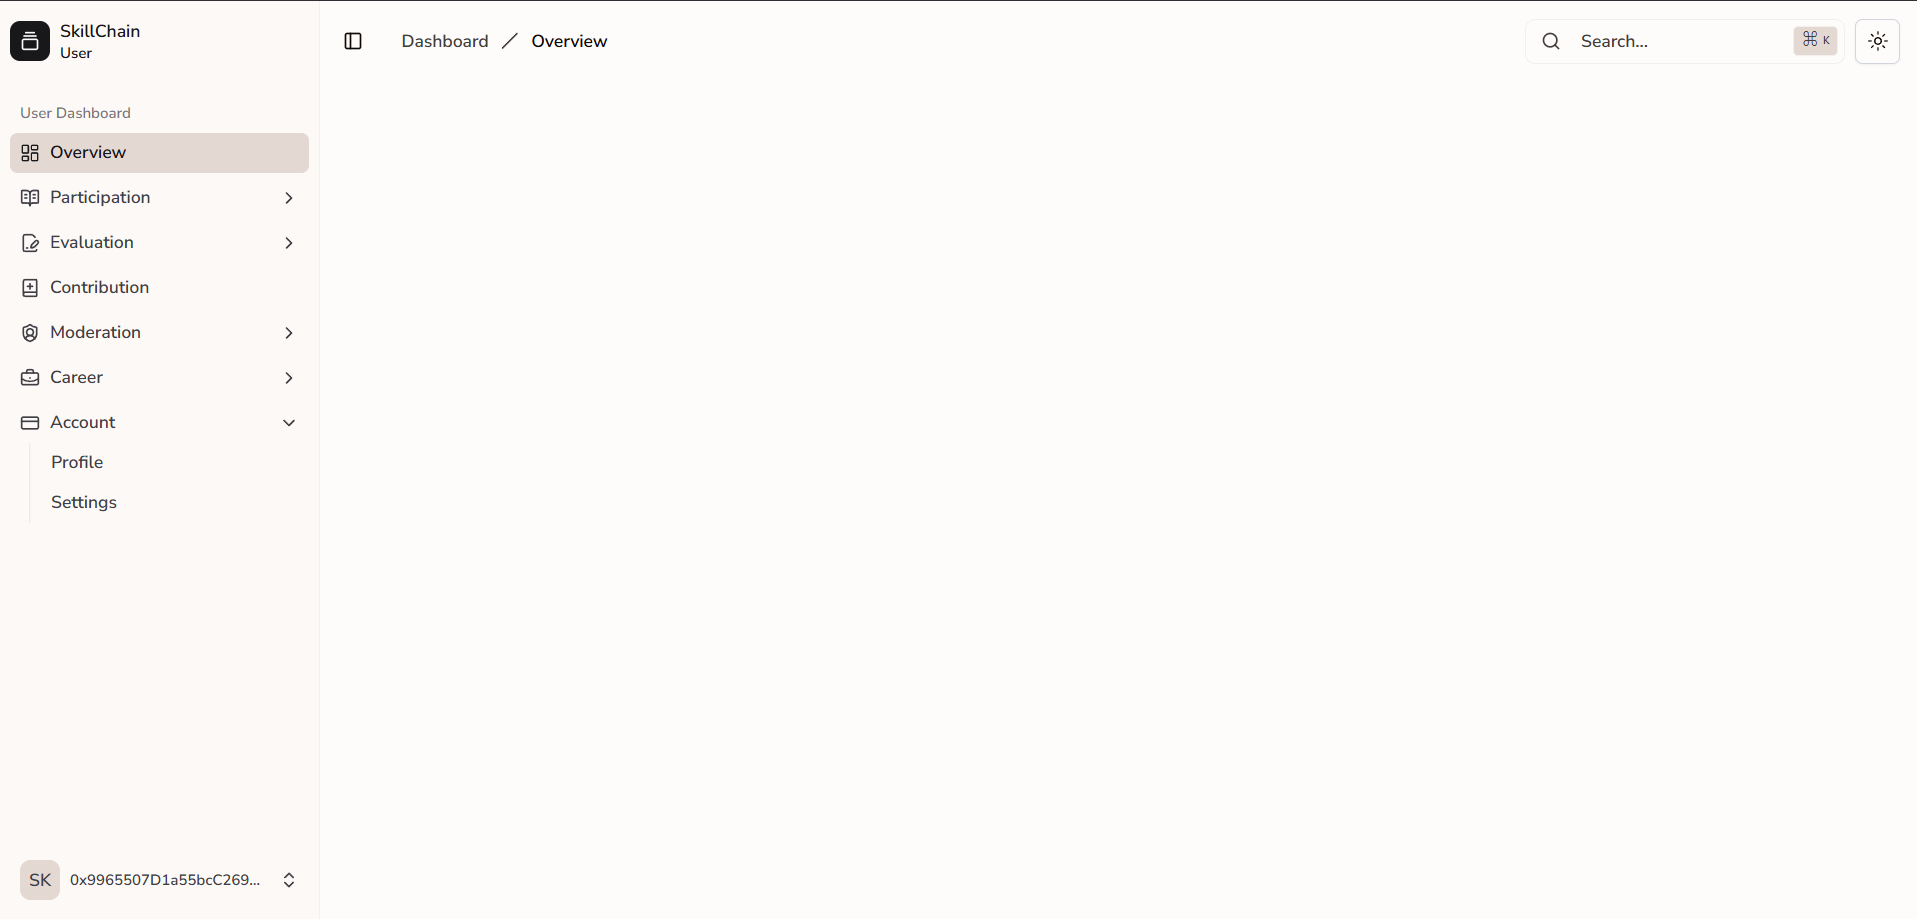 SkillChain
User
User Dashboard
Overview
Participation
Evaluation
Contribution
Moderation
Career
Account
Profile
Settings
SK
0x9965507D1a55bcC269...
Dashboard / Overview
Search...
⌘ K